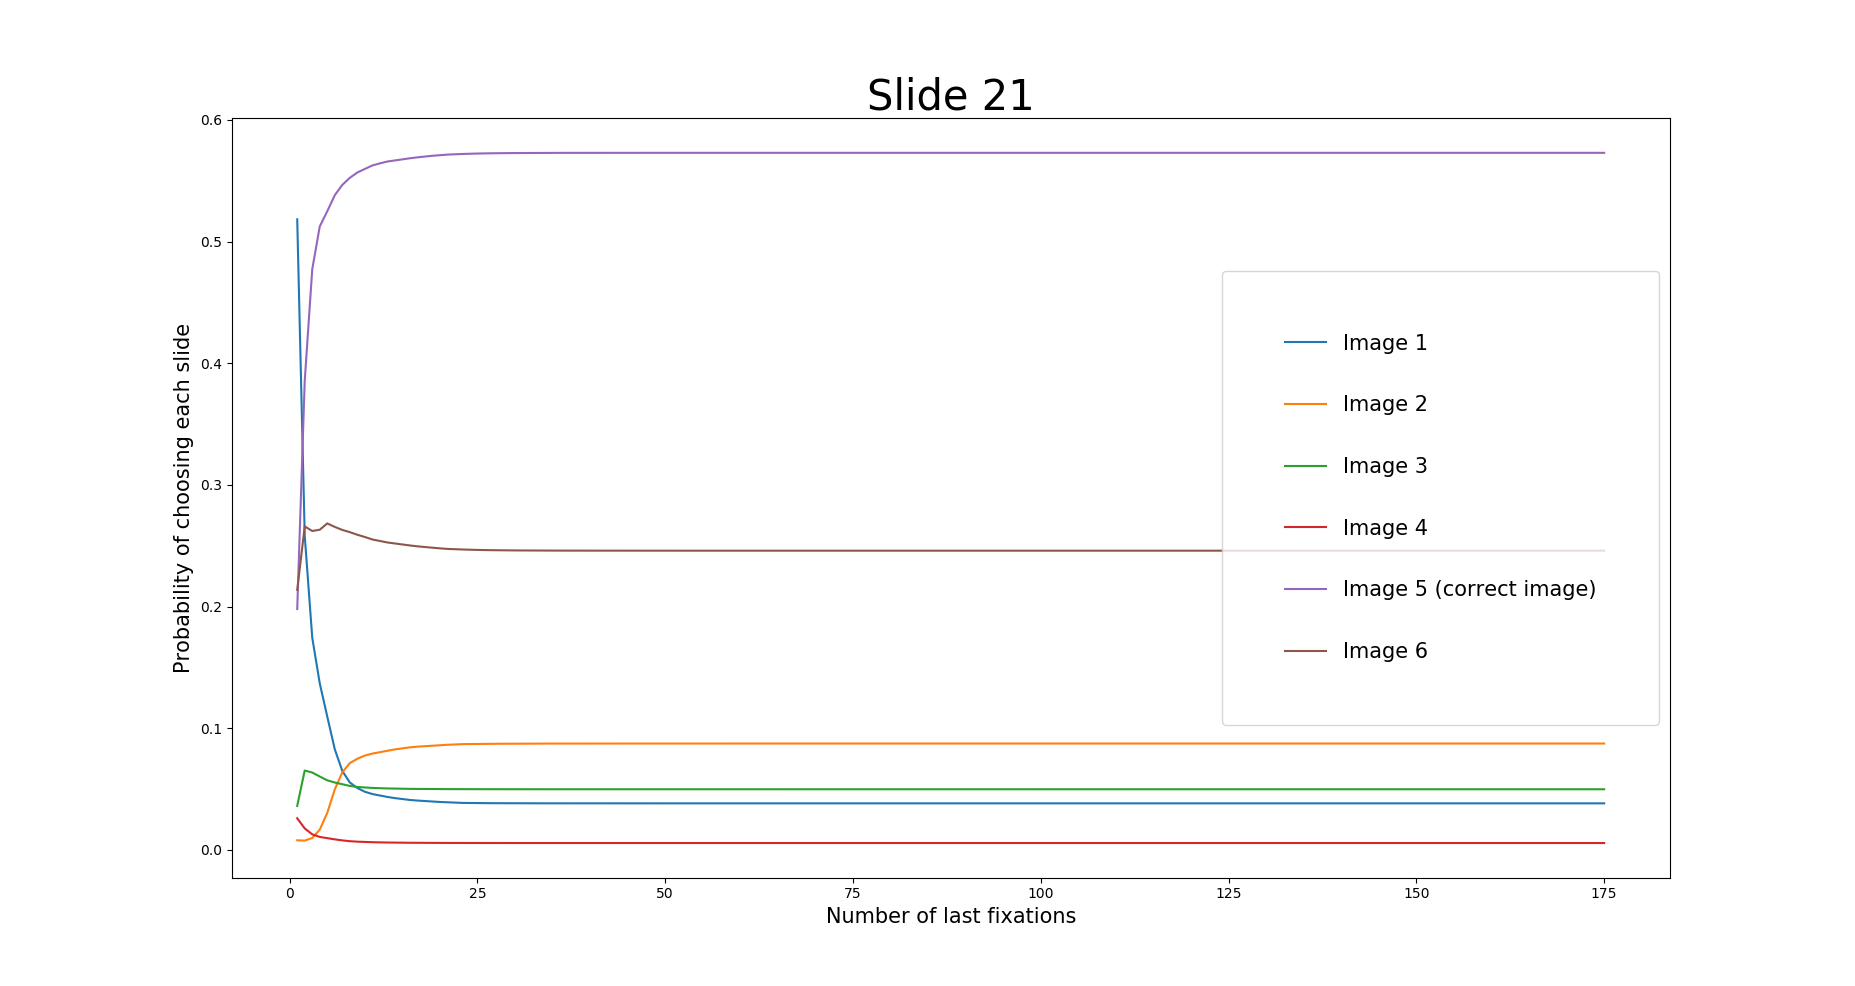 Slide 21
Probability of choosing each slide
0.6
0.5
0.4
0.3
0.2
0.1
0.0
Image 1
Image 2
Image 3
Image 4
Image 5 (correct image)
Image 6
0 25 50 75 100 125 150 175
Number of last fixations